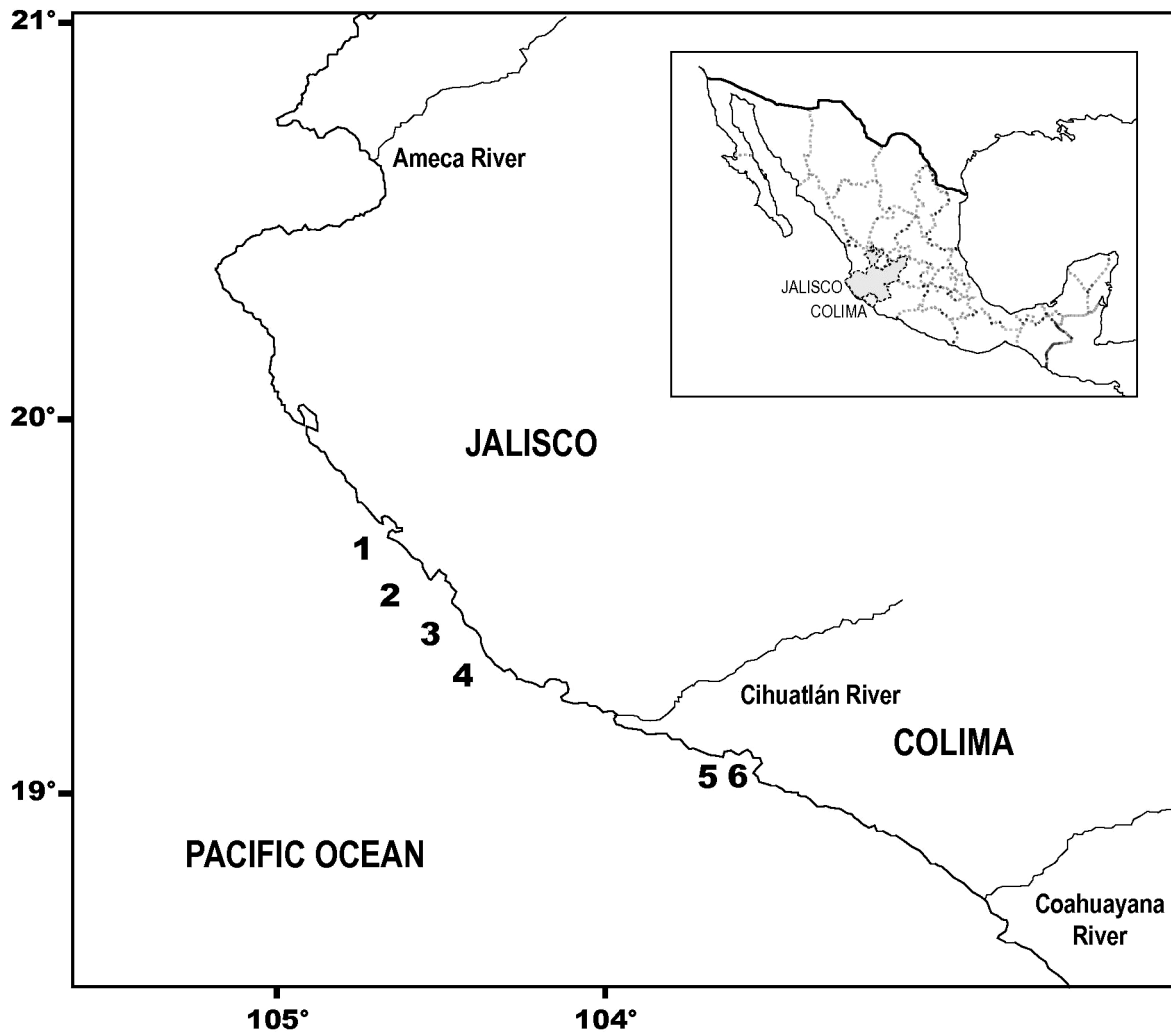 21°
Ameca River
JALISCO
COLIMA
20°
JALISCO
1
2
3
4
Cihuatlán River
COLIMA
5 6
19°
PACIFIC OCEAN
Coahuayana
River
105°
104°